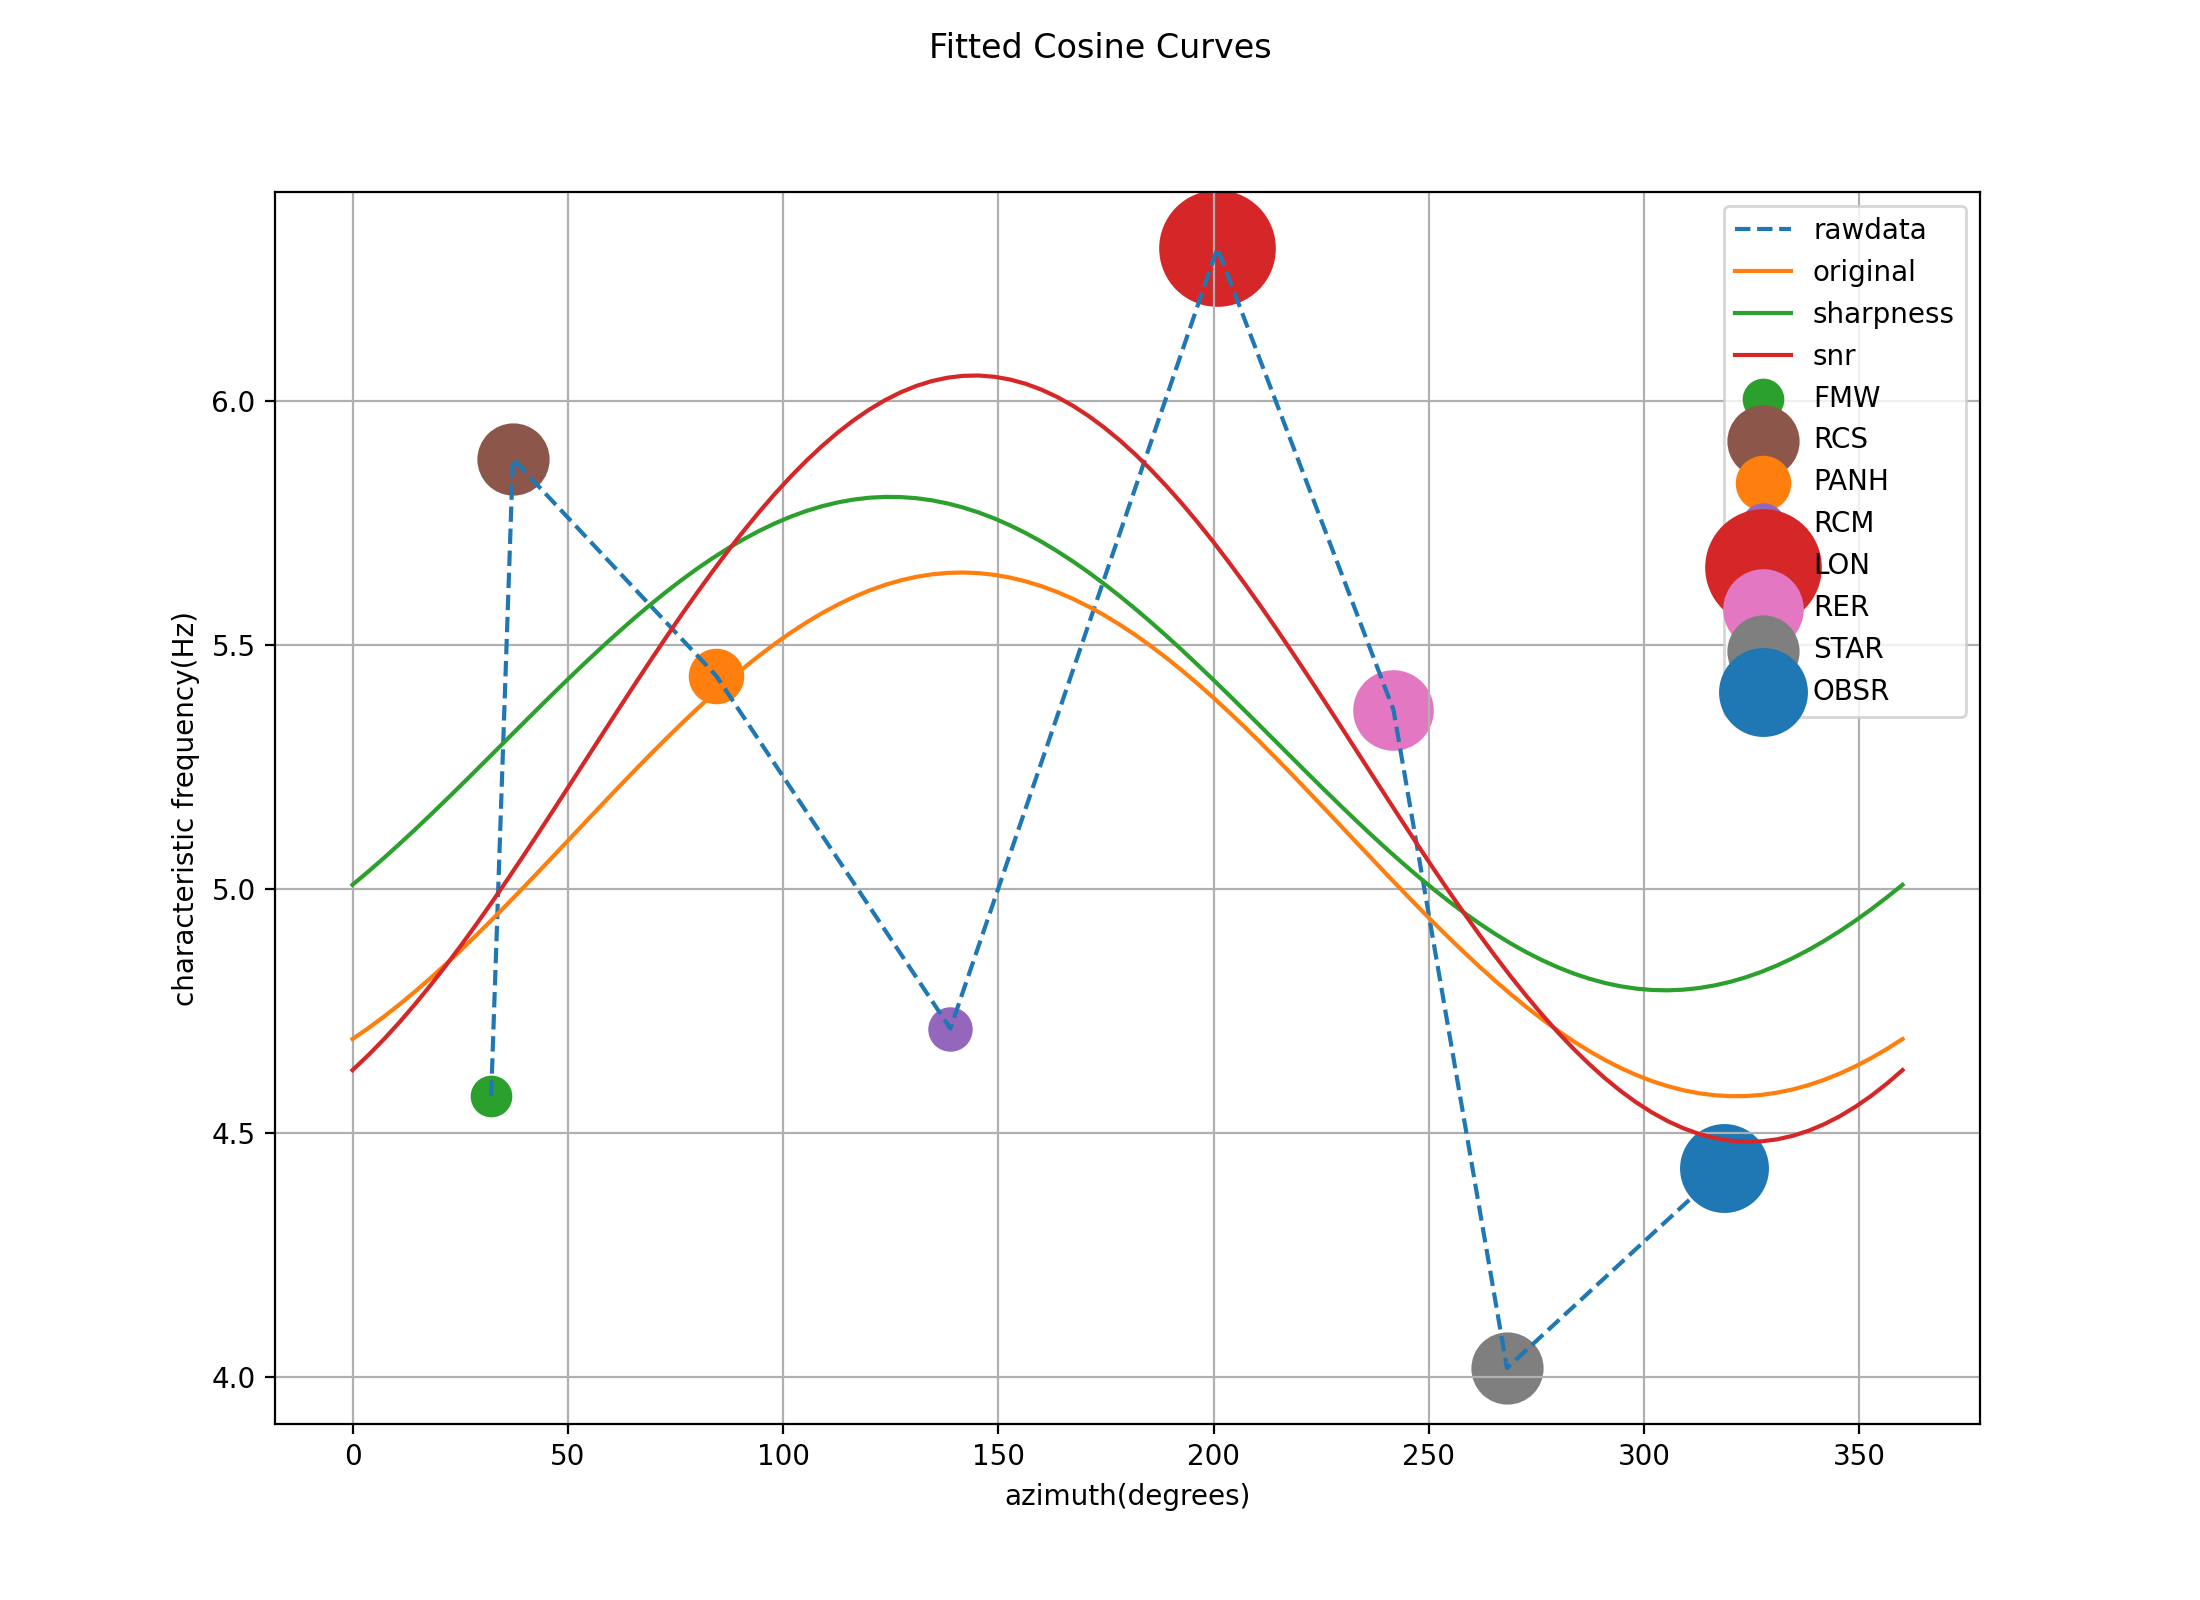 Fitted Cosine Curves
characteristic frequency(Hz)
6.0
5.5
5.0
4.5
4.0
rawdata
original
sharpness
snr
FMW
RCS
PANH
RCM
LON
RER
STAR
OBSR
0 50 100 150 200 250 300 350
azimuth(degrees)